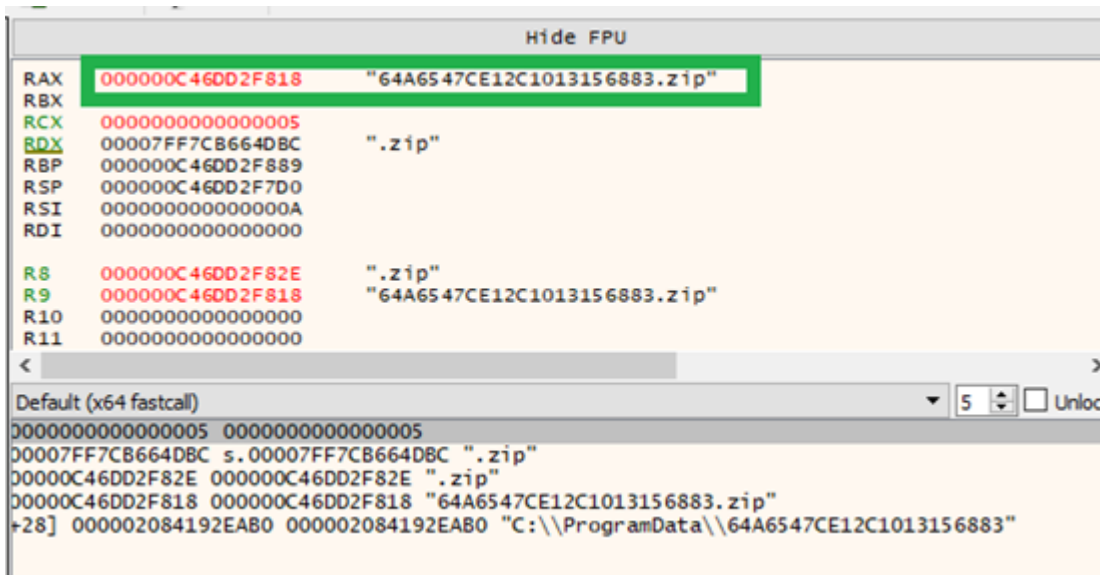 Hide FPU
RAX 000000C46DD2F818 "64A6547CE12C1013156883.zip"
RBX
RCX 0000000000000005
RDX 00007FF7CB664DBC ".zip"
RBP 000000C46DD2F889
RSP 000000C46DD2F7D0
RSI 000000000000000A
RDI 0000000000000000
R8 000000C46DD2F82E ".zip"
R9 000000C46DD2F818 "64A6547CE12C1013156883.zip"
R10 0000000000000000
R11 0000000000000000
Default (x64 fastcall) 5 Unloc
0000000000000005 0000000000000005
00007FF7CB664DBC s.00007FF7CB664DBC ".zip"
00000C46DD2F82E 000000C46DD2F82E ".zip"
00000C46DD2F818 000000C46DD2F818 "64A6547CE12C1013156883.zip"
+28] 000002084192EAB0 000002084192EAB0 "C:\\ProgramData\\64A6547CE12C1013156883"